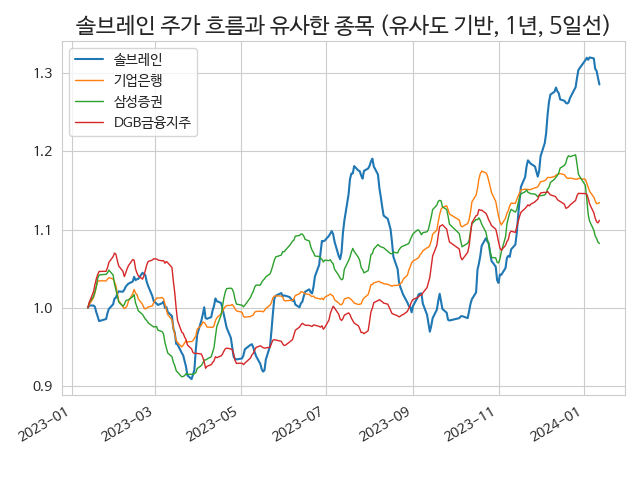 솔브레인 주가 흐름과 유사한 종목 (유사도 기반, 1년, 5일선)
솔브레인
기업은행
삼성증권
DGB금융지주
1.3
1.2
1.1
1.0
0.9
2023-01
2023-03
2023-05
2023-07
2023-09
2023-11
2024-01